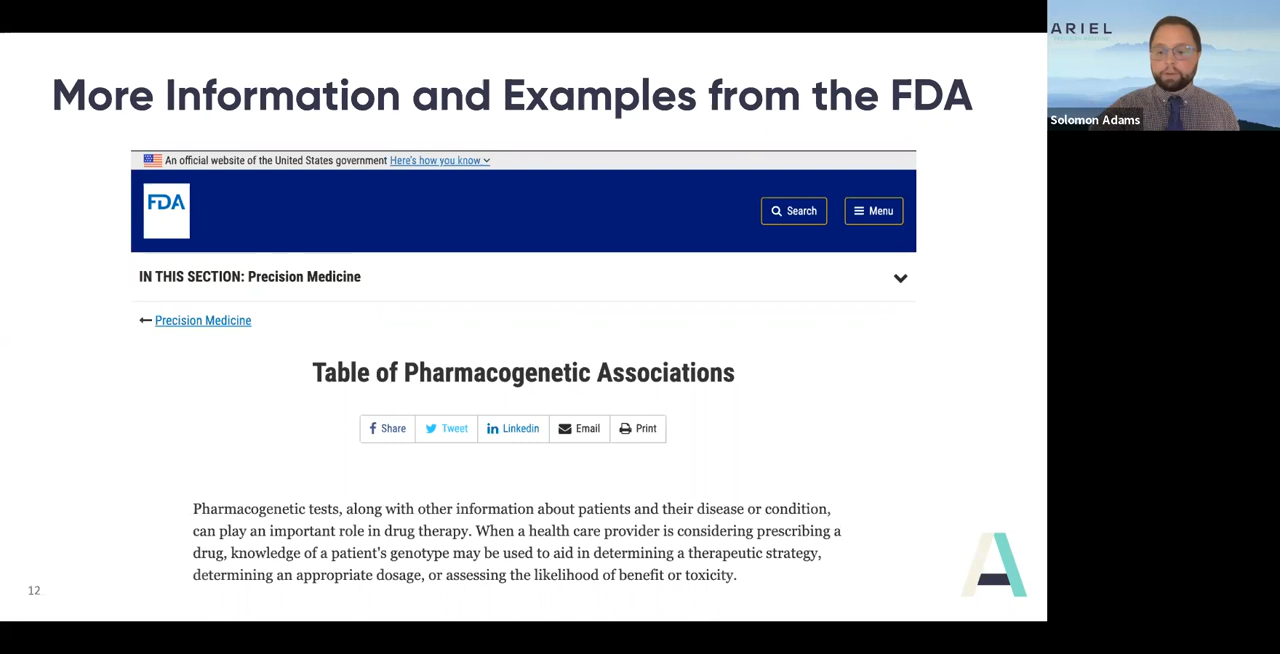 More Information and Examples from the FDA
An official website of the United States government Here's how you know
FDA
Search
Menu
IN THIS SECTION: Precision Medicine
Precision Medicine
Table of Pharmacogenetic Associations
Share
Tweet
Linkedin
Email
Print
Pharmacogenetic tests, along with other information about patients and their disease or condition,
can play an important role in drug therapy. When a health care provider is considering prescribing a
drug, knowledge of a patient's genotype may be used to aid in determining a therapeutic strategy,
determining an appropriate dosage, or assessing the likelihood of benefit or toxicity.
12
ARIEL
PRECISION MEDICINE
Solomon Adams